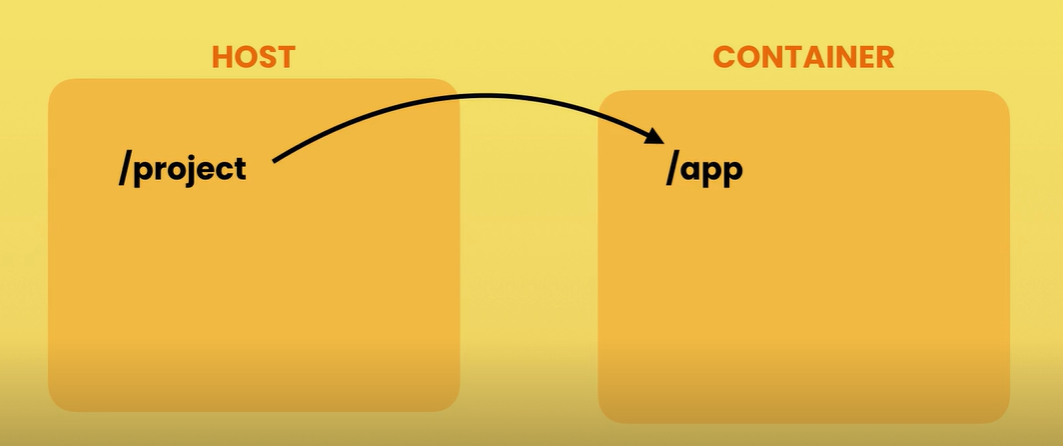 HOST
CONTAINER
/project
/app